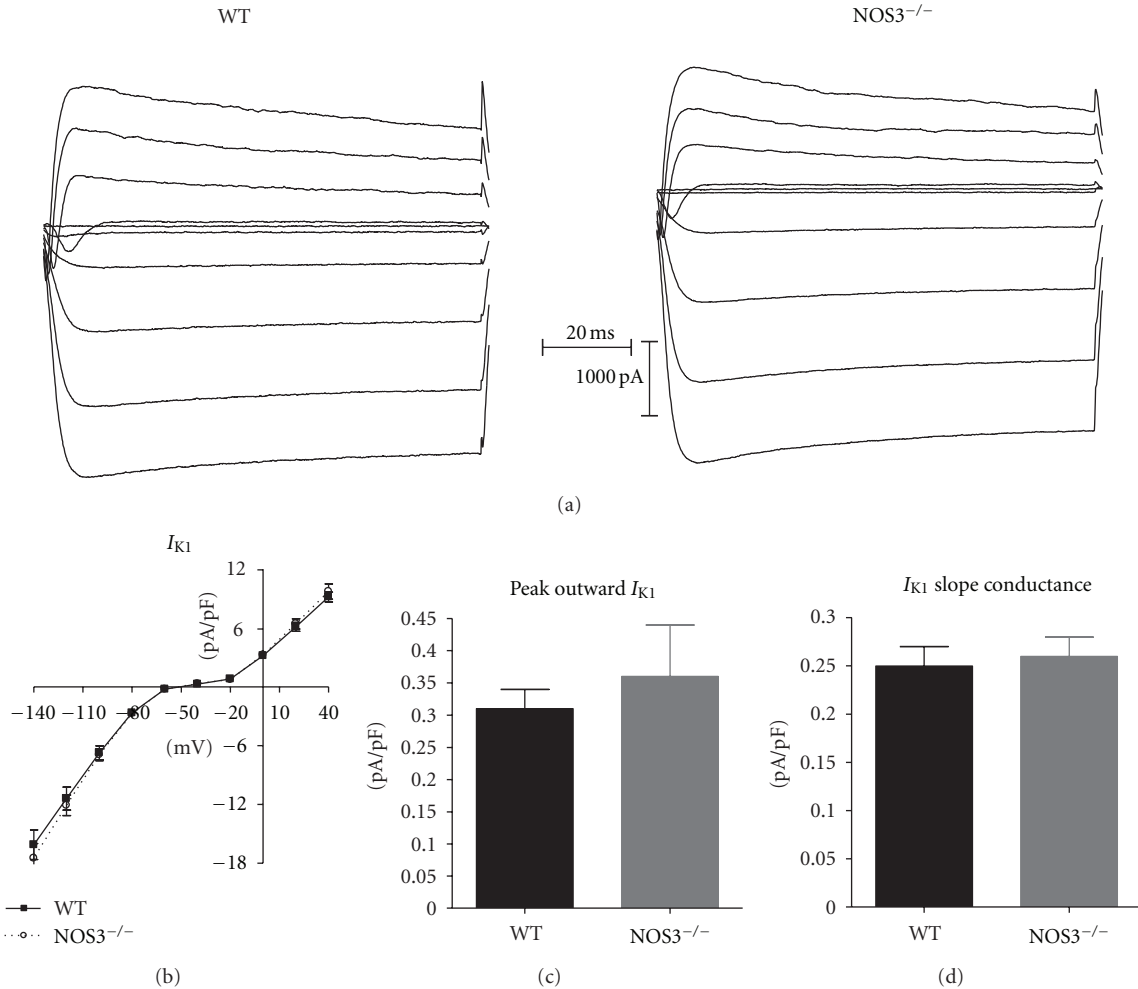 WT
NOS3−/−
20 ms
1000 pA
(a)
IK1
(pA/pF)
12
6
−6
−12
−18
−140 −110 −80 −50 −20 10 40
(mV)
WT
NOS3−/−
(b)
Peak outward IK1
(pA/pF)
0.45
0.4
0.35
0.3
0.25
0.2
0.15
0.1
0.05
0
WT NOS3−/−
(c)
IK1 slope conductance
(pA/pF)
0.3
0.25
0.2
0.15
0.1
0.05
0
WT NOS3−/−
(d)